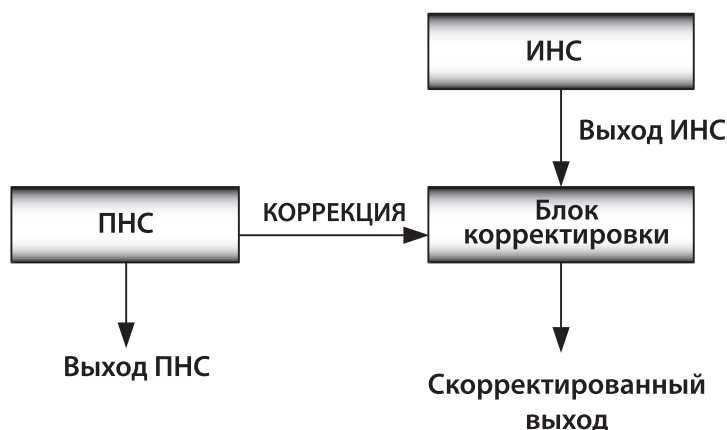 ИНС
Выход ИНС
ПНС
КОРРЕКЦИЯ
Блок
корректировки
Выход ПНС
Скорректированный
выход